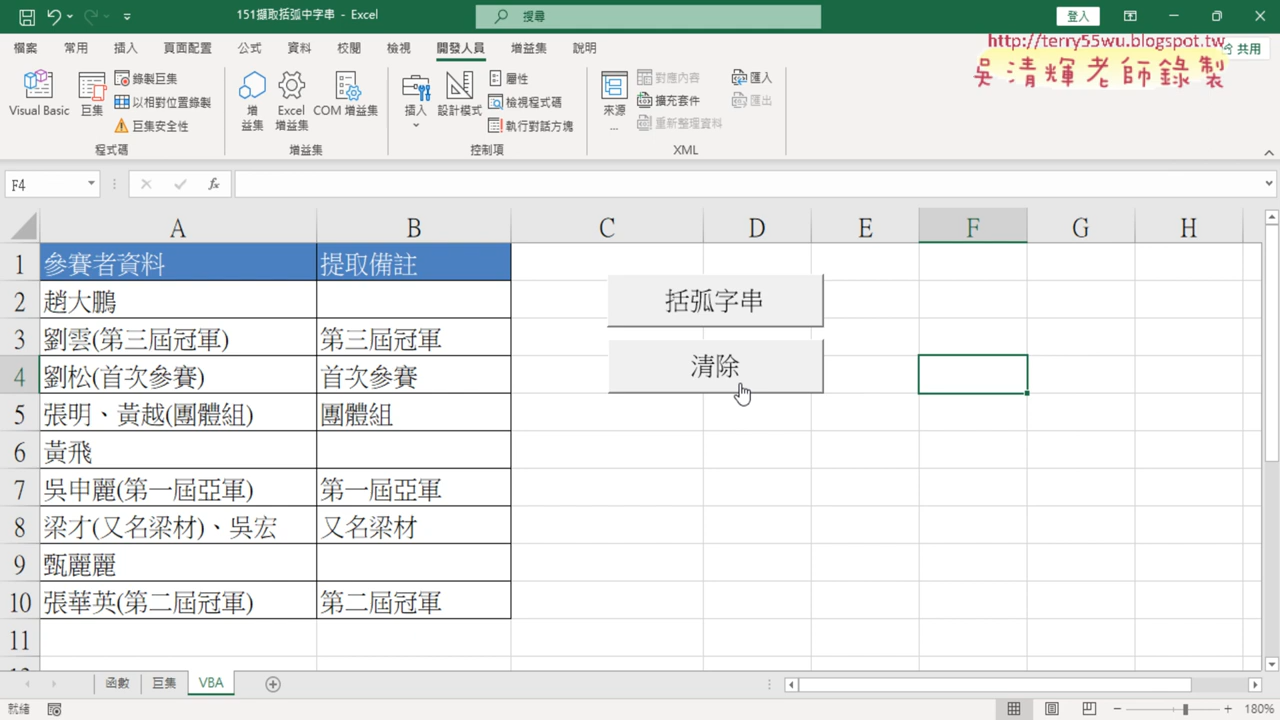 151擷取括弧中字串 - Excel
搜尋
登入
檔案 常用 插入 頁面配置 公式 資料 校閱 檢視 開發人員 增益集 說明
共用
http://terry55wu.blogspot.tw
吳清輝老師錄製
Visual Basic
巨集
錄製巨集
以相對位置錄製
巨集安全性
程式碼
增益集
Excel 增益集
COM 增益集
增益集
插入
設計模式
屬性
檢視程式碼
執行對話方塊
控制項
來源...
對應內容
擴充套件
重新整理資料
匯入
匯出
XML
F4
fx
A B C D E F G H
1 參賽者資料 提取備註
2 趙大鵬
3 劉雲(第三屆冠軍) 第三屆冠軍
4 劉松(首次參賽) 首次參賽
5 張明、黃越(團體組) 團體組
6 黃飛
7 吳申麗(第一屆亞軍) 第一屆亞軍
8 梁才(又名梁材)、吳宏 又名梁材
9 甄麗麗
10 張華英(第二屆冠軍) 第二屆冠軍
11
括弧字串
清除
函數 巨集 VBA
就緒
180%